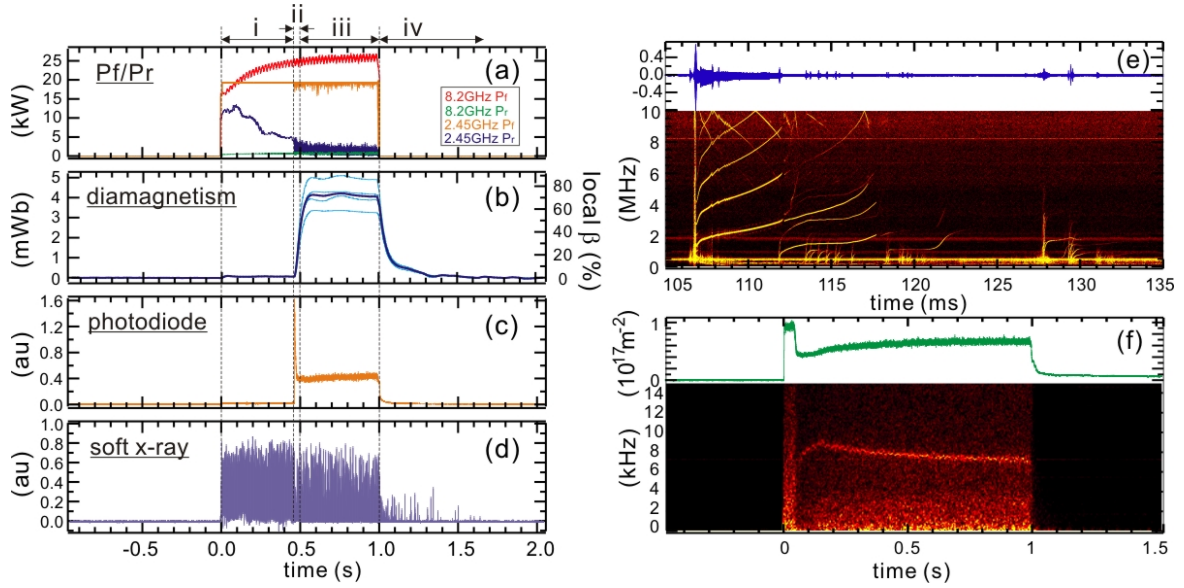 i
ii
iii
iv
Pf/Pr
(a)
(kW)
25
20
15
10
5
0
8.2GHz Pf
8.2GHz Pr
2.45GHz Pf
2.45GHz Pr
diamagnetism
(b)
(mWb)
5
4
3
2
1
0
local β (%)
80
60
40
20
0
photodiode
(c)
(au)
1.6
1.2
0.8
0.4
0.0
soft x-ray
(d)
(au)
1.0
0.8
0.6
0.4
0.2
0.0
-0.5 0.0 0.5 1.0 1.5 2.0
time (s)
(e)
0.4
0.0
-0.4
(MHz)
10
8
6
4
2
0
105 110 115 120 125 130 135
time (ms)
(f)
(10¹⁷m⁻²)
1
0
(kHz)
14
12
10
8
6
4
2
0
0 0.5 1 1.5
time (s)